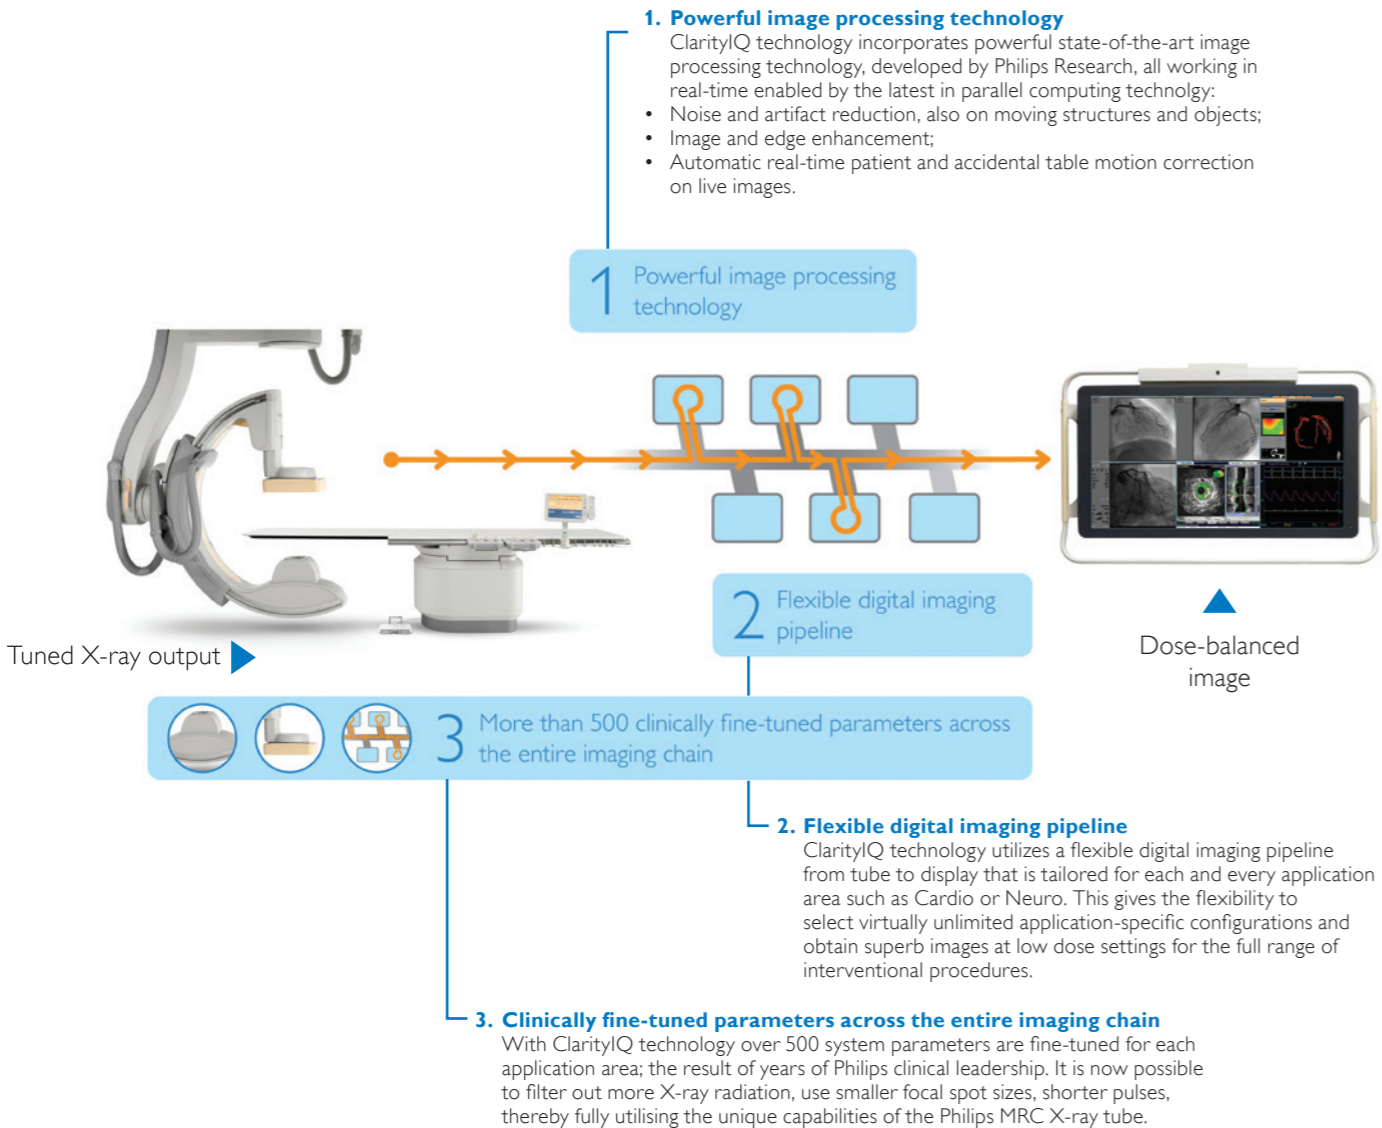 1. Powerful image processing technology
ClarityIQ technology incorporates powerful state-of-the-art image
processing technology, developed by Philips Research, all working in
real-time enabled by the latest in parallel computing technolgy:
• Noise and artifact reduction, also on moving structures and objects;
• Image and edge enhancement;
• Automatic real-time patient and accidental table motion correction
on live images.
1 Powerful image processing
technology
2 Flexible digital imaging
pipeline
Tuned X-ray output
Dose-balanced
image
3 More than 500 clinically fine-tuned parameters across
the entire imaging chain
2. Flexible digital imaging pipeline
ClarityIQ technology utilizes a flexible digital imaging pipeline
from tube to display that is tailored for each and every application
area such as Cardio or Neuro. This gives the flexibility to
select virtually unlimited application-specific configurations and
obtain superb images at low dose settings for the full range of
interventional procedures.
3. Clinically fine-tuned parameters across the entire imaging chain
With ClarityIQ technology over 500 system parameters are fine-tuned for each
application area; the result of years of Philips clinical leadership. It is now possible
to filter out more X-ray radiation, use smaller focal spot sizes, shorter pulses,
thereby fully utilising the unique capabilities of the Philips MRC X-ray tube.